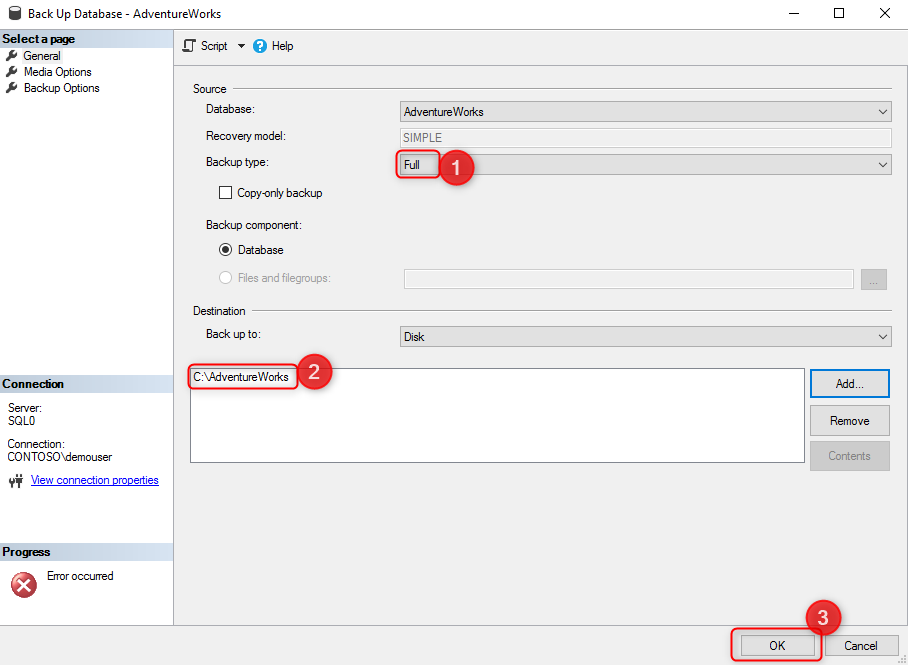 Back Up Database - AdventureWorks
Select a page
General
Media Options
Backup Options
Script
Help
Source
Database:
AdventureWorks
Recovery model:
SIMPLE
Backup type:
Full
1
Copy-only backup
Backup component:
Database
Files and filegroups:
...
Destination
Back up to:
Disk
C:\AdventureWorks
2
Add...
Remove
Contents
Connection
Server:
SQL0
Connection:
CONTOSO\demouser
View connection properties
Progress
Error occurred
3
OK
Cancel